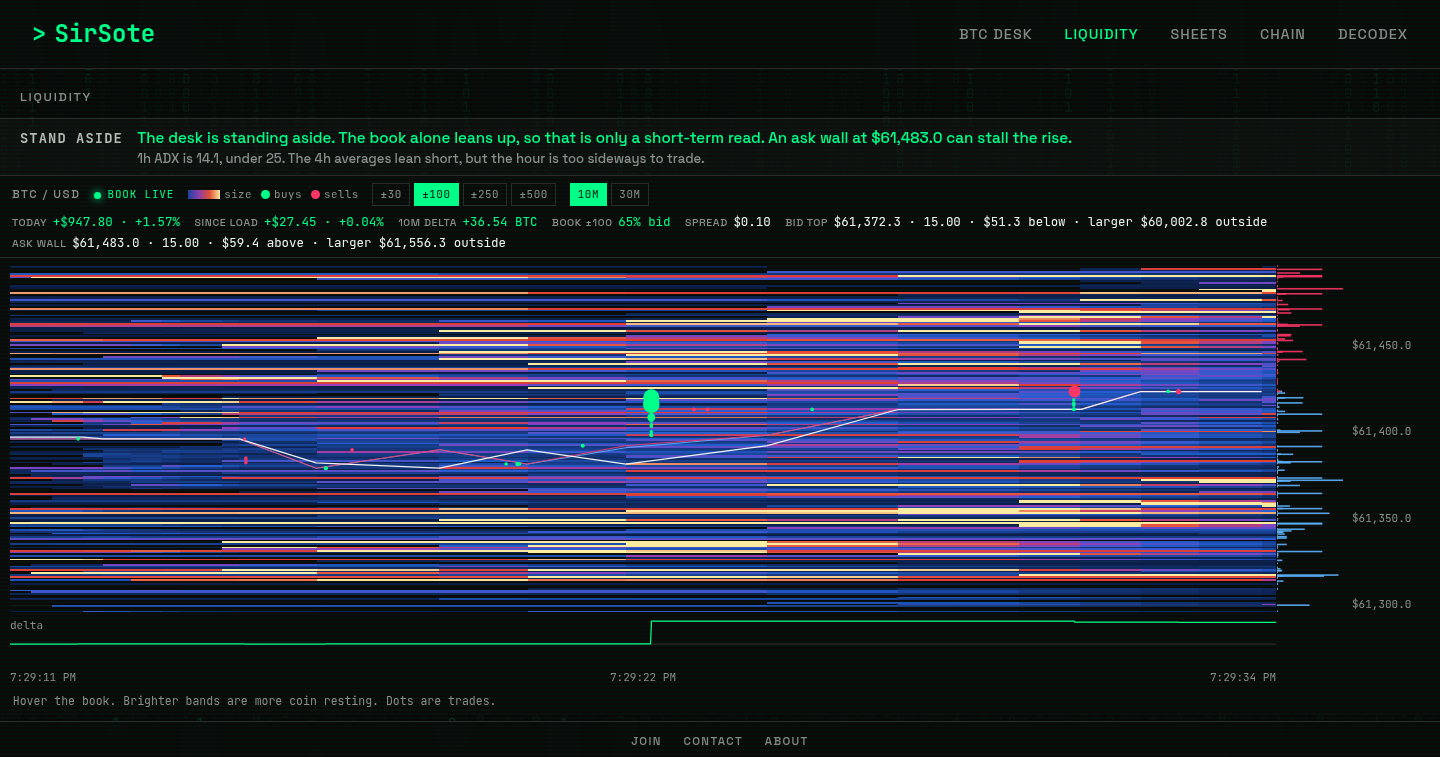 > SirSote
BTC DESK LIQUIDITY SHEETS CHAIN DECODEX
LIQUIDITY
STAND ASIDE The desk is standing aside. The book alone leans up, so that is only a short-term read. An ask wall at $61,483.0 can stall the rise.
1h ADX is 14.1, under 25. The 4h averages lean short, but the hour is too sideways to trade.
BTC / USD BOOK LIVE size buys sells ±30 ±100 ±250 ±500 10M 30M
TODAY +$947.80 · +1.57% SINCE LOAD +$27.45 · +0.04% 10M DELTA +36.54 BTC BOOK ±100 65% bid SPREAD $0.10 BID TOP $61,372.3 · 15.00 · $51.3 below · larger $60,002.8 outside
ASK WALL $61,483.0 · 15.00 · $59.4 above · larger $61,556.3 outside
$61,450.0
$61,400.0
$61,350.0
$61,300.0
delta
7:29:11 PM 7:29:22 PM 7:29:34 PM
Hover the book. Brighter bands are more coin resting. Dots are trades.
JOIN CONTACT ABOUT